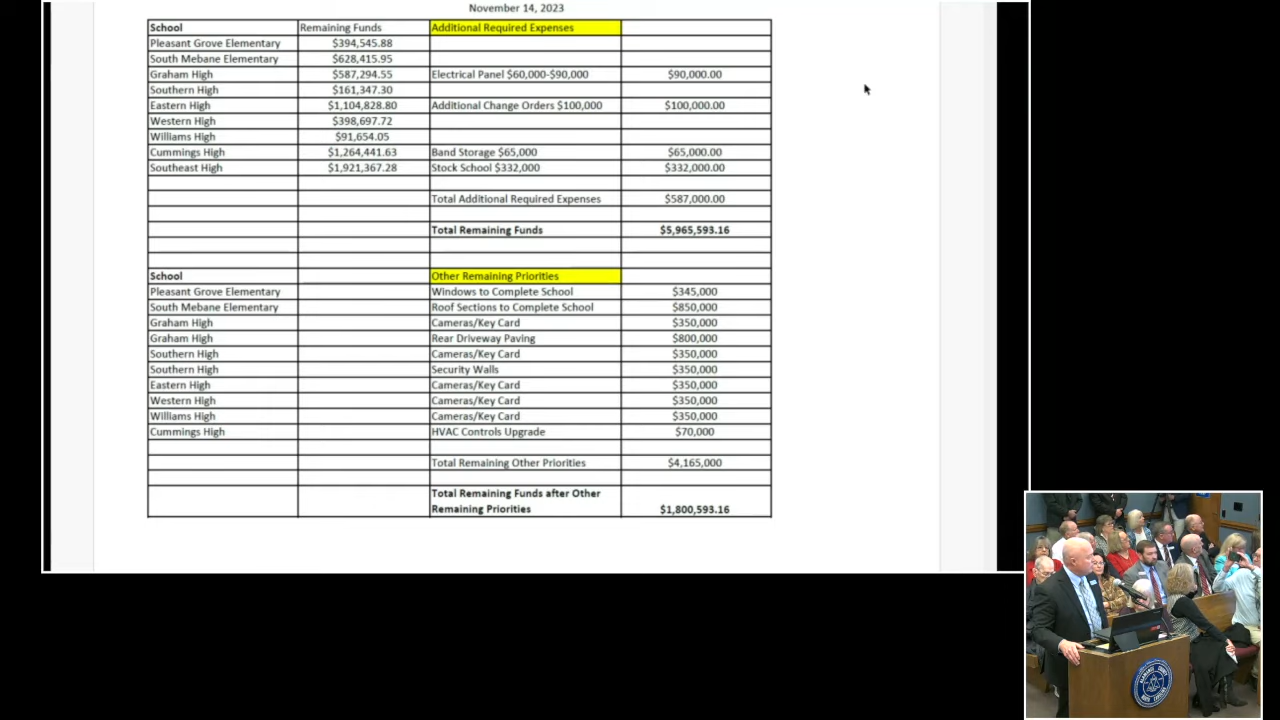 November 14, 2023
School Remaining Funds Additional Required Expenses
Pleasant Grove Elementary $394,545.88
South Mebane Elementary $628,415.95
Graham High $587,294.55 Electrical Panel $60,000-$90,000 $90,000.00
Southern High $161,347.30
Eastern High $1,104,828.80 Additional Change Orders $100,000 $100,000.00
Western High $398,697.72
Williams High $91,654.05
Cummings High $1,264,441.63 Band Storage $65,000 $65,000.00
Southeast High $1,921,367.28 Stock School $332,000 $332,000.00
Total Additional Required Expenses $587,000.00
Total Remaining Funds $5,965,593.16
School Other Remaining Priorities
Pleasant Grove Elementary Windows to Complete School $345,000
South Mebane Elementary Roof Sections to Complete School $850,000
Graham High Cameras/Key Card $350,000
Graham High Rear Driveway Paving $800,000
Southern High Cameras/Key Card $350,000
Southern High Security Walls $350,000
Eastern High Cameras/Key Card $350,000
Western High Cameras/Key Card $350,000
Williams High Cameras/Key Card $350,000
Cummings High HVAC Controls Upgrade $70,000
Total Remaining Other Priorities $4,165,000
Total Remaining Funds after Other
Remaining Priorities $1,800,593.16